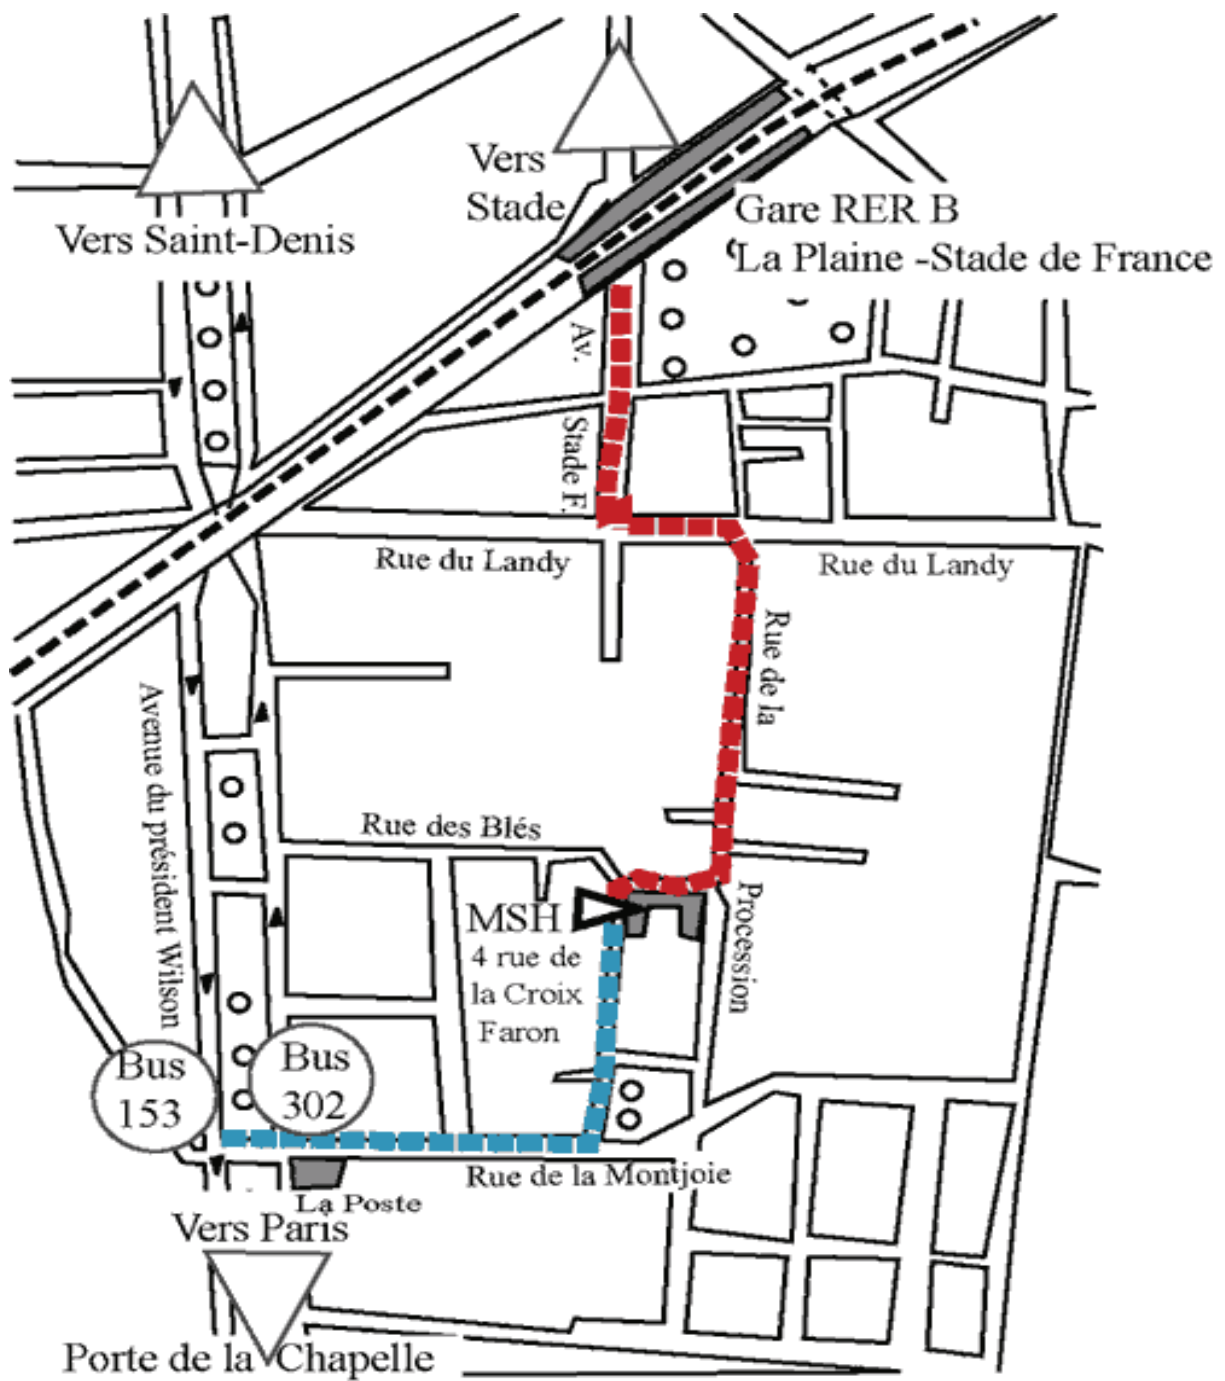 Vers
Stade
Vers Saint-Denis
Gare RER B
La Plaine -Stade de France
Av.
Stade F.
Rue du Landy
Rue du Landy
Rue de la
Procession
Avenue du président Wilson
Rue des Blés
MSH
4 rue de
la Croix
Faron
Bus
153
Bus
302
Rue de la Montjoie
La Poste
Vers Paris
Porte de la Chapelle